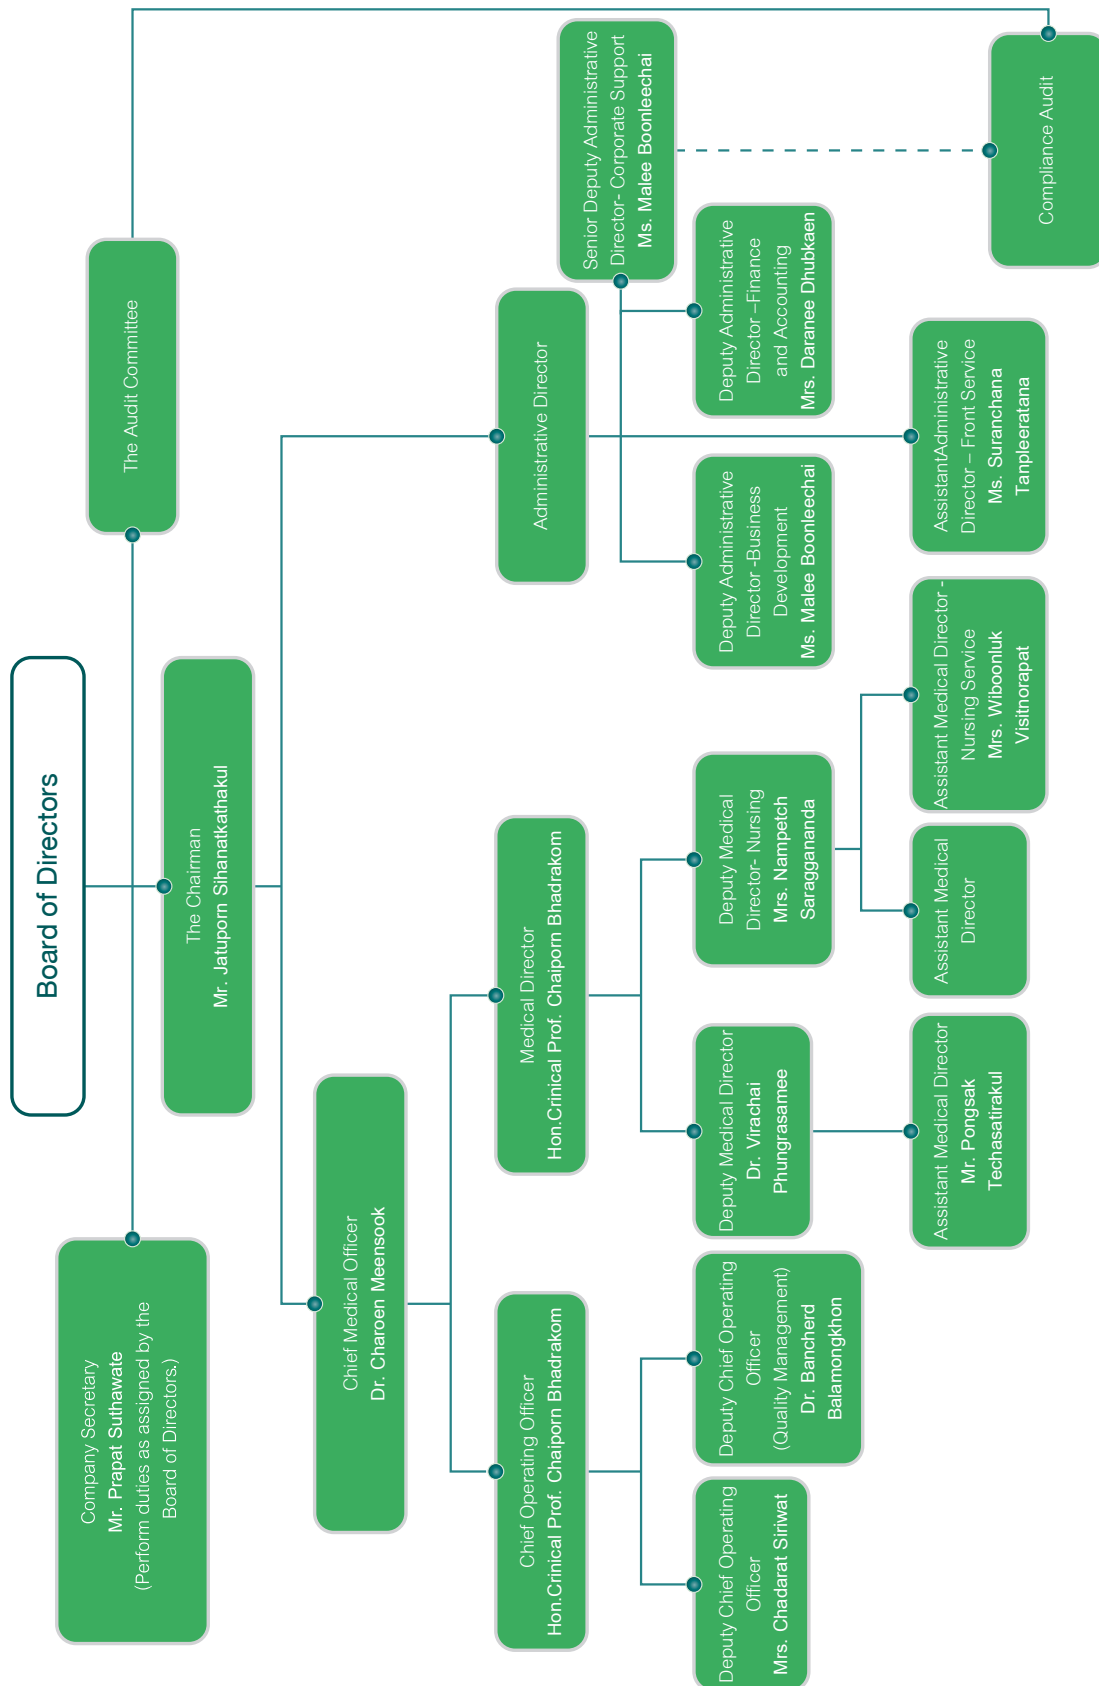 Board of Directors
Company Secretary
Mr. Prapat Suthawate
(Perform duties as assigned by the
Board of Directors.)
The Audit Committee
The Chairman
Mr. Jatuporn Sihanatkathakul
Chief Medical Officer
Dr. Charoen Meensook
Chief Operating Officer
Hon.Crinical Prof. Chaiporn Bhadrakom
Medical Director
Hon.Crinical Prof. Chaiporn Bhadrakom
Administrative Director
Senior Deputy Administrative
Director- Corporate Support
Ms. Malee Boonleechai
Deputy Chief Operating
Officer
Mrs. Chadarat Siriwat
Deputy Chief Operating
Officer
(Quality Management)
Dr. Bancherd
Balamongkhon
Deputy Medical Director
Dr. Virachai
Phungrasamee
Deputy Medical
Director- Nursing
Mrs. Nampetch
Saraggananda
Deputy Administrative
Director -Business
Development
Ms. Malee Boonleechai
Deputy Administrative
Director –Finance
and Accounting
Mrs. Daranee Dhubkaen
Assistant Medical Director
Mr. Pongsak
Techasatirakul
Assistant Medical
Director
Assistant Medical Director -
Nursing Service
Mrs. Wiboonluk
Visitnorapat
AssistantAdministrative
Director – Front Service
Ms. Suranchana
Tanpleeratana
Compliance Audit